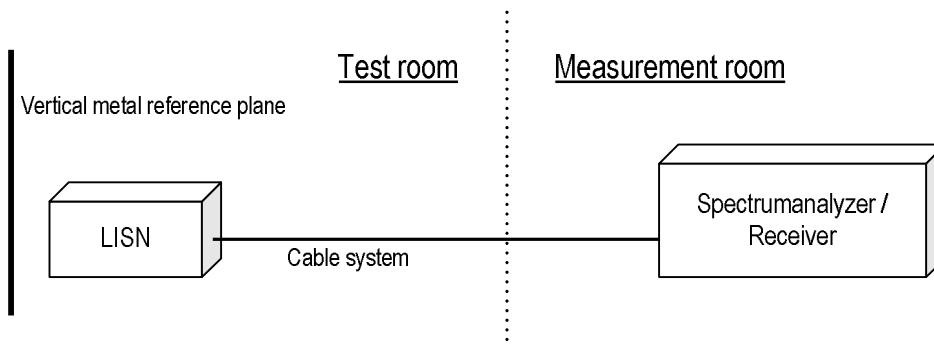 Test room
Measurement room
Vertical metal reference plane
LISN
Cable system
Spectrumanalyzer /
Receiver